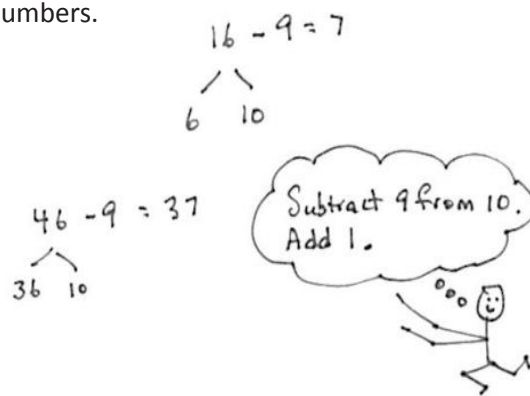 umbers.
16 - 9 = 7
6 10
46 - 9 = 37
36 10
Subtract 9 from 10.
Add 1.